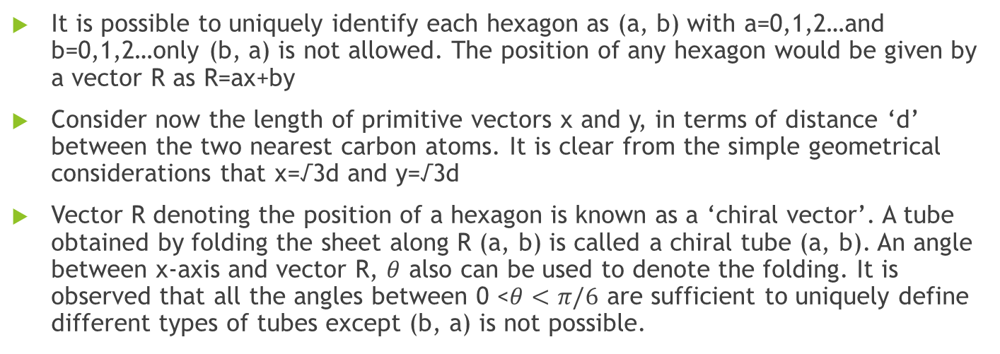 It is possible to uniquely identify each hexagon as (a, b) with a=0,1,2…and
b=0,1,2…only (b, a) is not allowed. The position of any hexagon would be given by
a vector R as R=ax+by
Consider now the length of primitive vectors x and y, in terms of distance ‘d’
between the two nearest carbon atoms. It is clear from the simple geometrical
considerations that x=√3d and y=√3d
Vector R denoting the position of a hexagon is known as a ‘chiral vector’. A tube
obtained by folding the sheet along R (a, b) is called a chiral tube (a, b). An angle
between x-axis and vector R, 𝜃 also can be used to denote the folding. It is
observed that all the angles between 0 <𝜃 < 𝜋/6 are sufficient to uniquely define
different types of tubes except (b, a) is not possible.